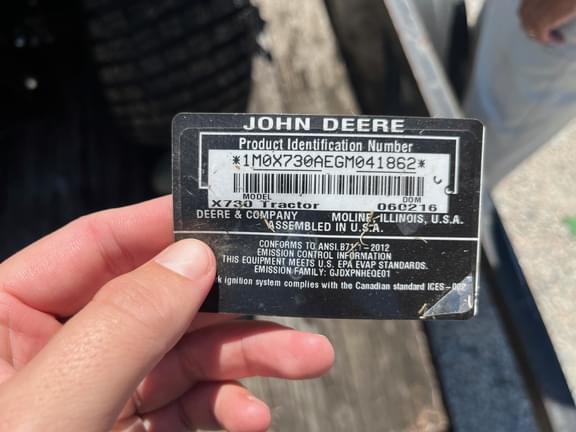 JOHN DEERE
Product Identification Number
*1M0X730AEGM041862*
MODEL DOM
X730 Tractor 060216
DEERE & COMPANY MOLINE, ILLINOIS, U.S.A.
ASSEMBLED IN U.S.A.
CONFORMS TO ANSI B71.1-2012
EMISSION CONTROL INFORMATION
THIS EQUIPMENT MEETS U.S. EPA EVAP STANDARDS.
EMISSION FAMILY: GJDXPNHEQE01
ignition system complies with the Canadian standard ICES-002